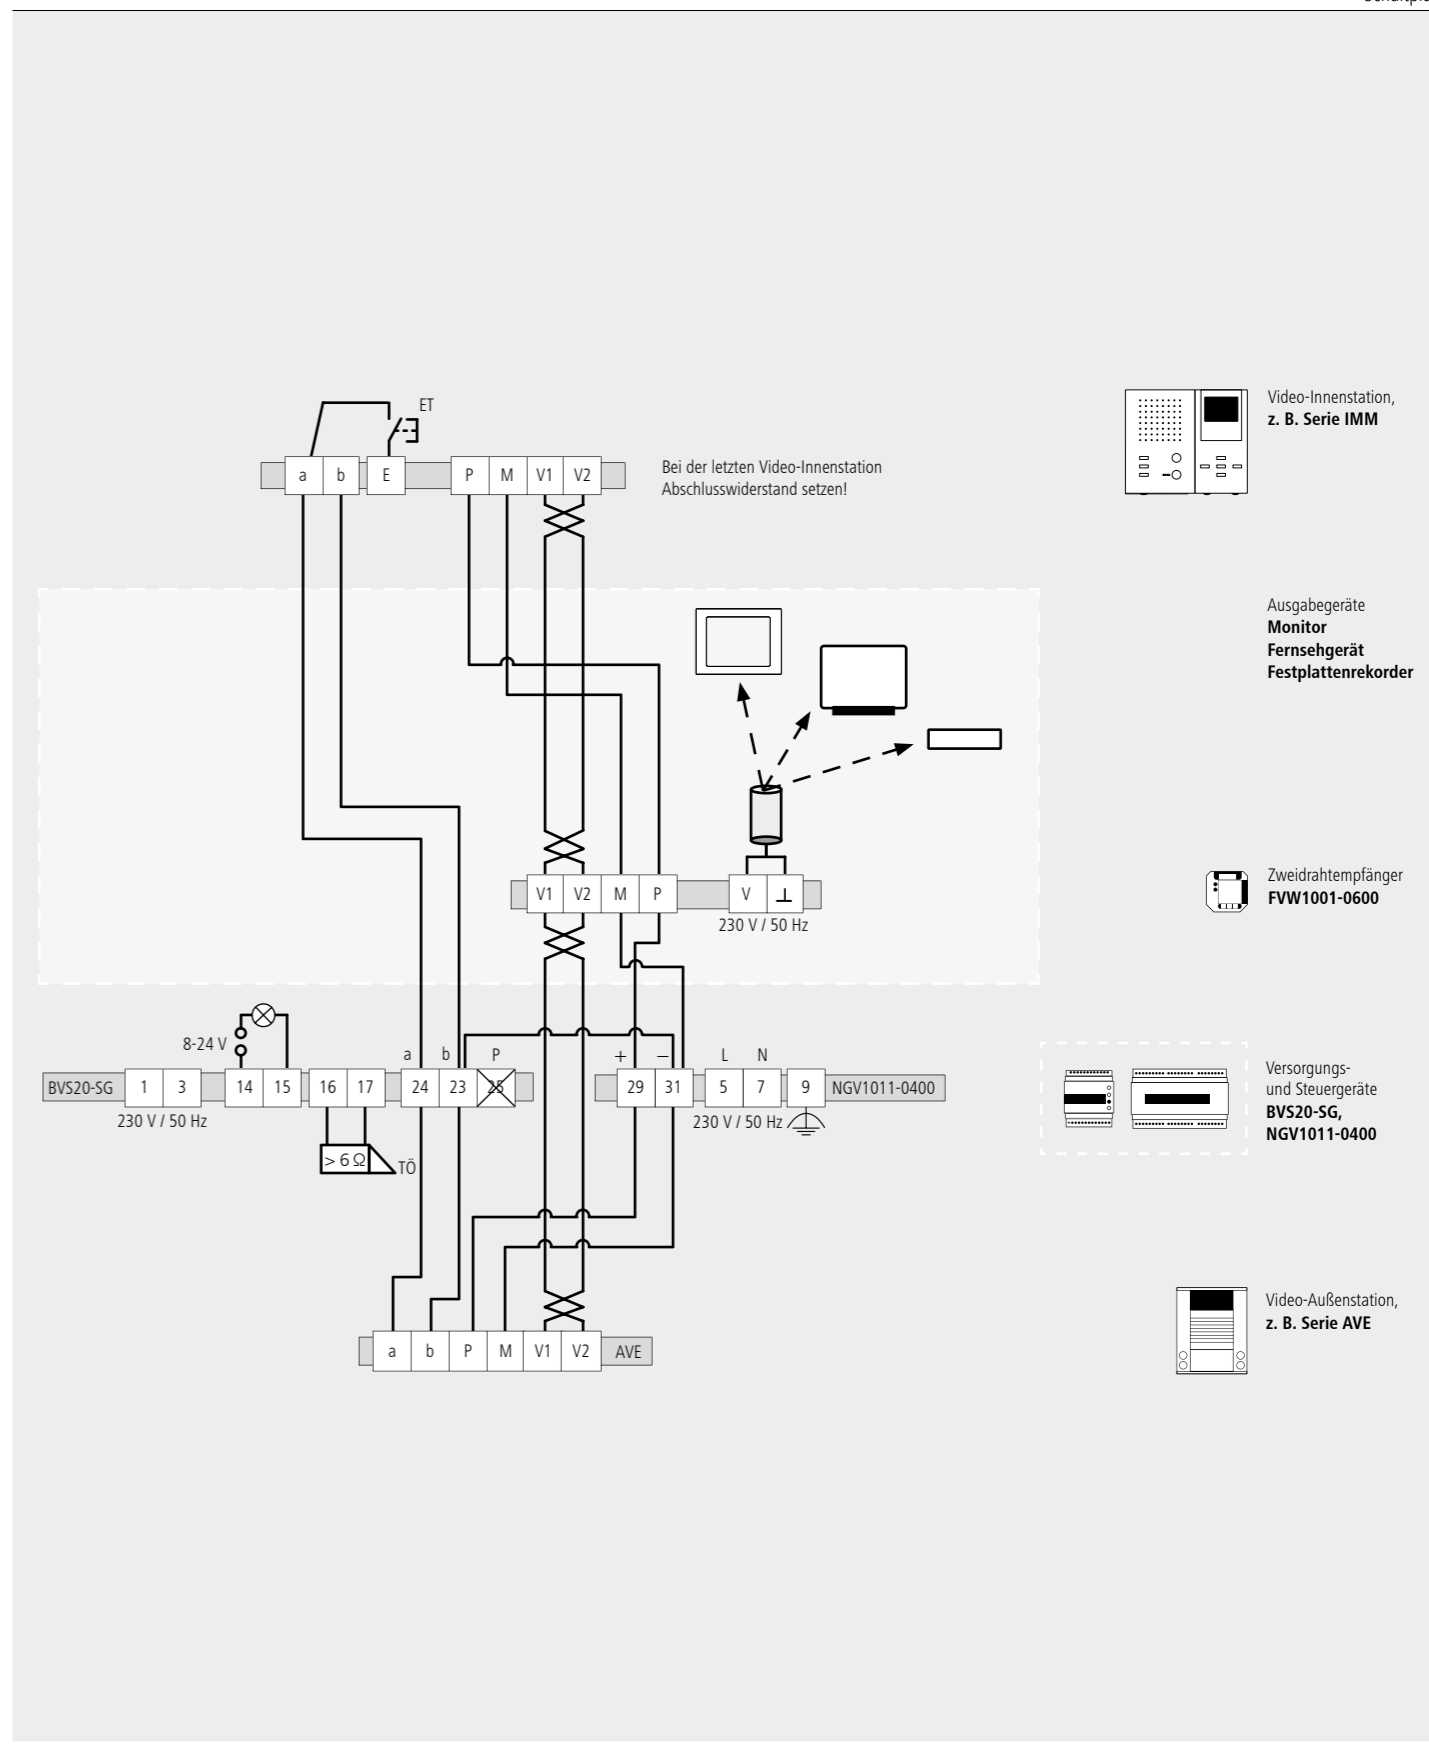 ET
a b E P M V1 V2
Bei der letzten Video-Innenstation
Abschlusswiderstand setzen!
Video-Innenstation,
z. B. Serie IMM
Ausgabegeräte
Monitor
Fernsehgerät
Festplattenrekorder
V1 V2 M P V ⊥
230 V / 50 Hz
Zweidrahtempfänger
FVW1001-0600
8-24 V
a b P + − L N
BVS20-SG 1 3 14 15 16 17 24 23 25 29 31 5 7 9 NGV1011-0400
230 V / 50 Hz
230 V / 50 Hz
> 6 Ω
TÖ
Versorgungs-
und Steuergeräte
BVS20-SG,
NGV1011-0400
Video-Außenstation,
z. B. Serie AVE
a b P M V1 V2 AVE